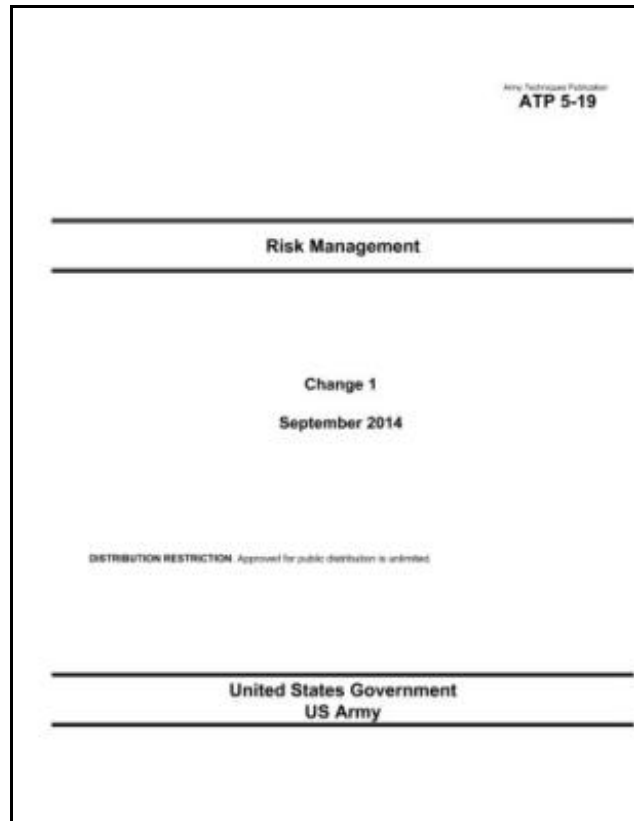 Army Techniques Publication
ATP 5-19
Risk Management
Change 1
September 2014
DISTRIBUTION RESTRICTION: Approved for public distribution is unlimited.
United States Government
US Army